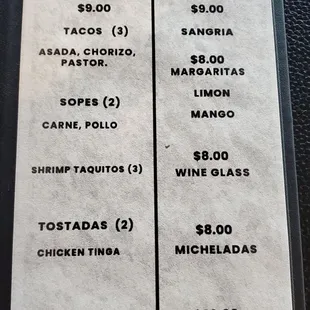 $9.00
TACOS (3)
ASADA, CHORIZO,
PASTOR.
SOPES (2)
CARNE, POLLO
SHRIMP TAQUITOS (3)
TOSTADAS (2)
CHICKEN TINGA
$9.00
SANGRIA
$8.00
MARGARITAS
LIMON
MANGO
$8.00
WINE GLASS
$8.00
MICHELADAS